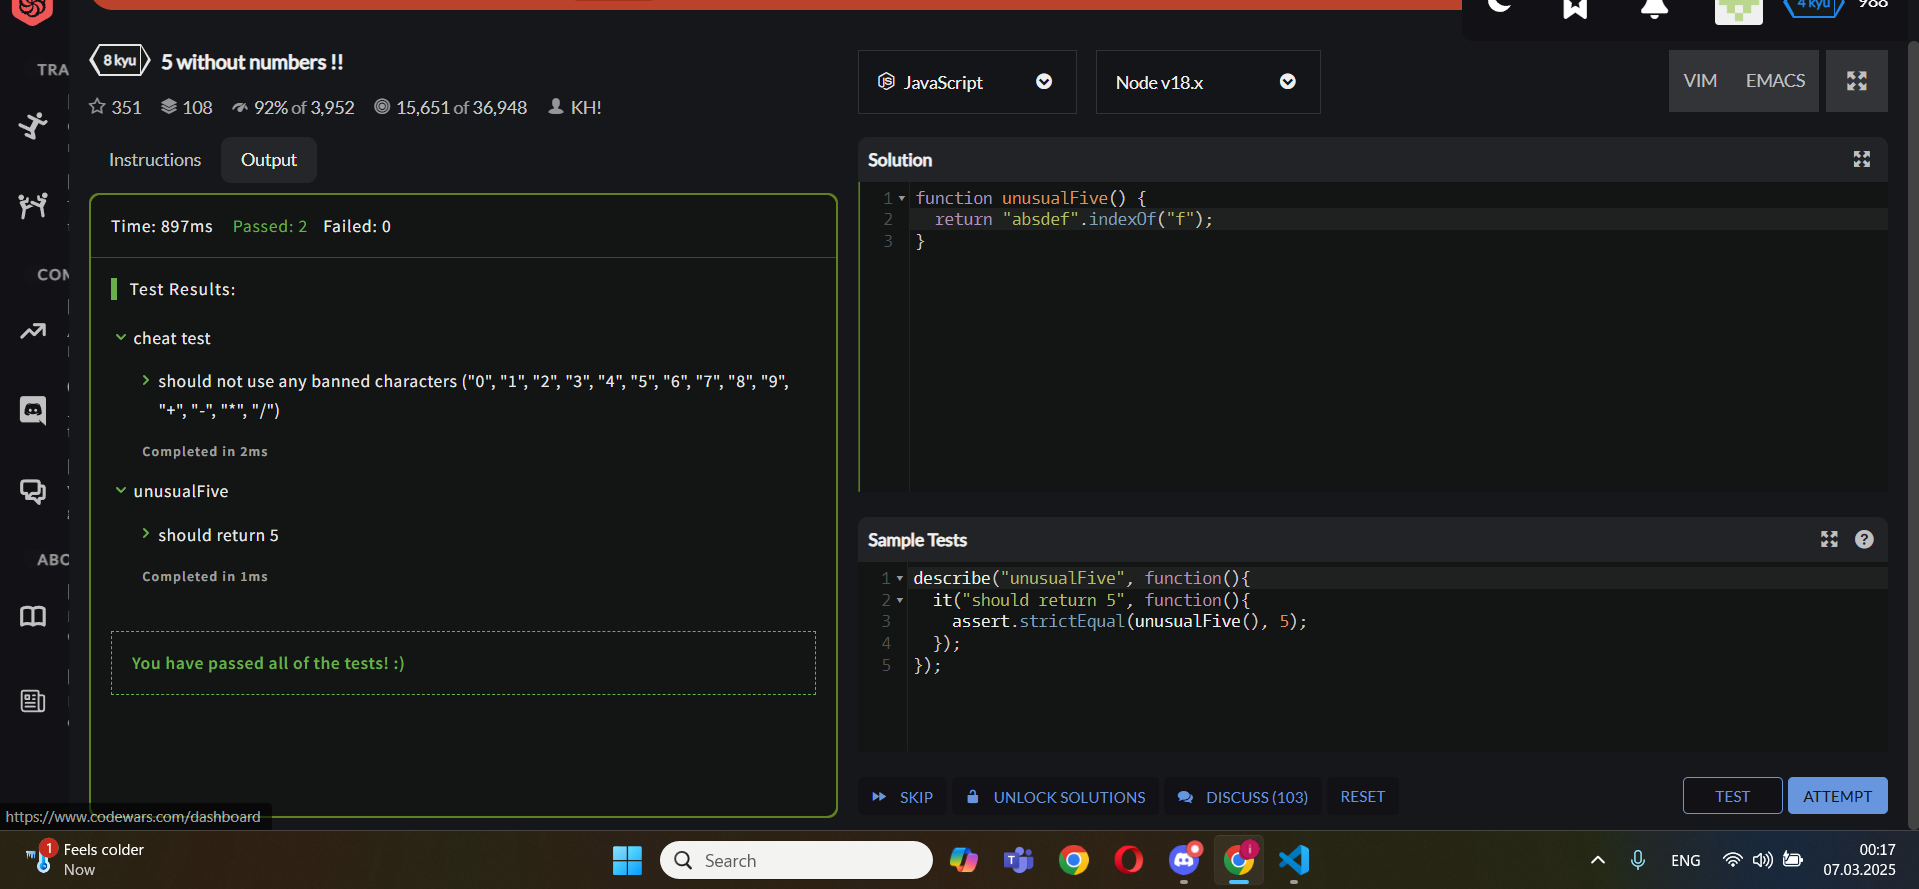 4 kyu
988
TRA
8 kyu
5 without numbers !!
351
108
92% of 3,952
15,651 of 36,948
KH!
JavaScript
Node v18.x
VIM
EMACS
Instructions
Output
Solution
Time: 897ms
Passed: 2
Failed: 0
1
function unusualFive() {
2
return "absdef".indexOf("f");
3
}
COM
Test Results:
cheat test
should not use any banned characters ("0", "1", "2", "3", "4", "5", "6", "7", "8", "9",
"+", "-", "*", "/")
Completed in 2ms
unusualFive
should return 5
Completed in 1ms
ABO
You have passed all of the tests! :)
Sample Tests
1
describe("unusualFive", function(){
2
it("should return 5", function(){
3
assert.strictEqual(unusualFive(), 5);
4
});
5
});
SKIP
UNLOCK SOLUTIONS
DISCUSS (103)
RESET
TEST
ATTEMPT
https://www.codewars.com/dashboard
1
Feels colder
Now
Search
ENG
00:17
07.03.2025